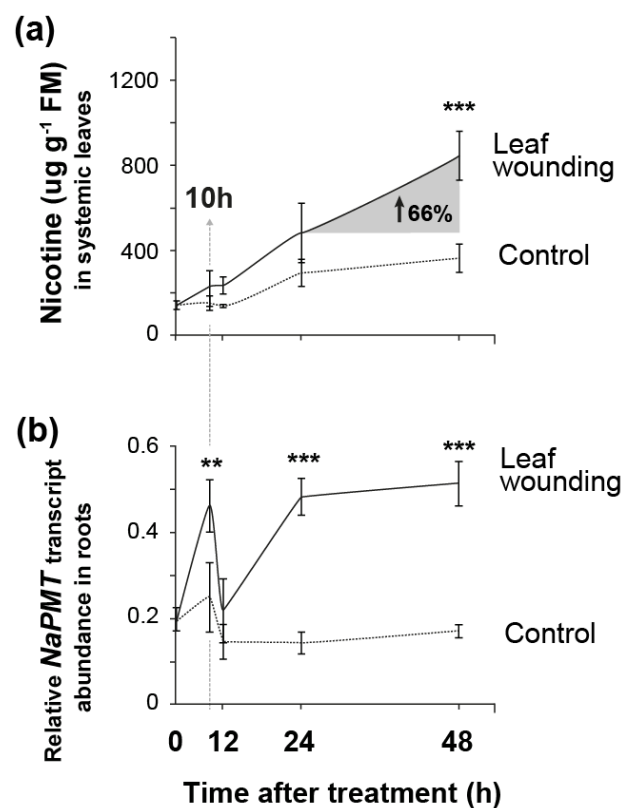 (a)
Nicotine (ug g⁻¹ FM)
in systemic leaves
1200
800
400
0
10h
***
66%
Leaf
wounding
Control
(b)
Relative NaPMT transcript
abundance in roots
0.6
0.4
0.2
0
**
***
***
Leaf
wounding
Control
0 12 24 48
Time after treatment (h)